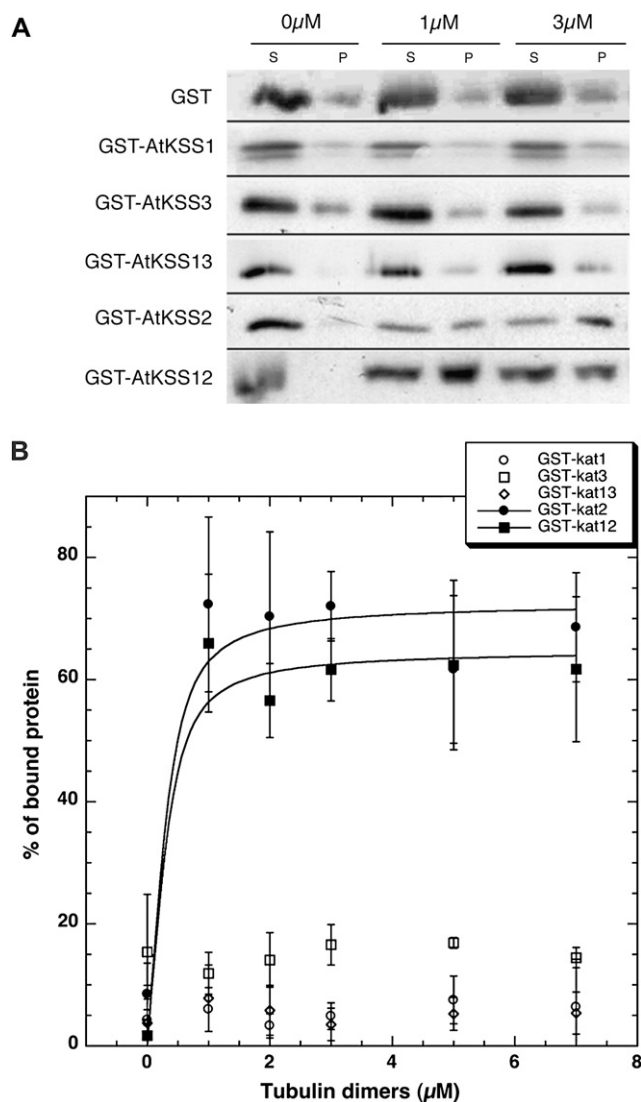 A
0µM 1µM 3µM
S P S P S P
GST
GST-AtKSS1
GST-AtKSS3
GST-AtKSS13
GST-AtKSS2
GST-AtKSS12
B
GST-kat1
GST-kat3
GST-kat13
GST-kat2
GST-kat12
80
60
40
20
0
% of bound protein
0 2 4 6 8
Tubulin dimers (µM)